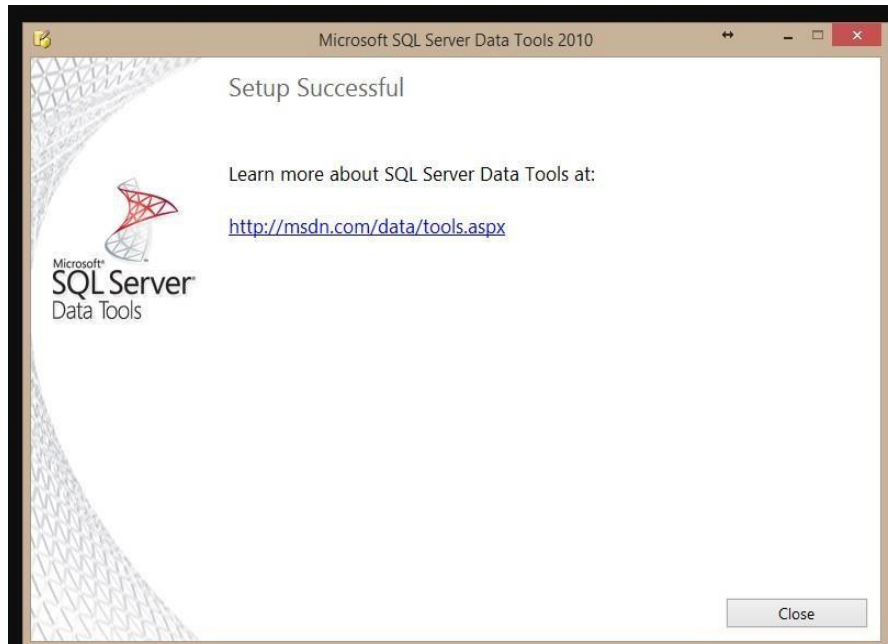 Microsoft SQL Server Data Tools 2010
Setup Successful
Learn more about SQL Server Data Tools at:
http://msdn.com/data/tools.aspx
Microsoft®
SQL Server®
Data Tools
Close